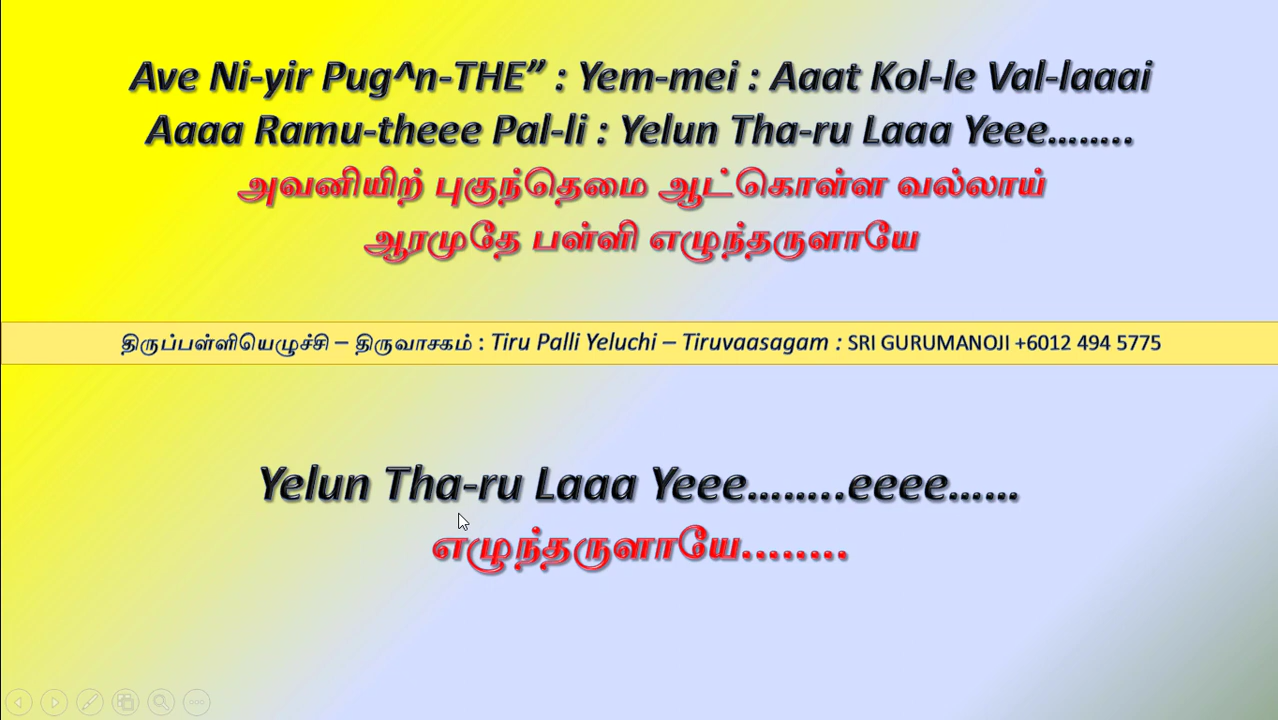 Ave Ni-yir Pug^n-THE” : Yem-mei : Aaat Kol-le Val-laaai
Aaaa Ramu-theee Pal-li : Yelun Tha-ru Laaa Yeee........
அவனியிற் புகுந்தெமை ஆட்கொள்ள வல்லாய்
ஆரமுதே பள்ளி எழுந்தருளாயே
திருப்பள்ளியெழுச்சி – திருவாசகம் : Tiru Palli Yeluchi – Tiruvaasagam : SRI GURUMANOJI +6012 494 5775
Yelun Tha-ru Laaa Yeee........eeee......
எழுந்தருளாயே........